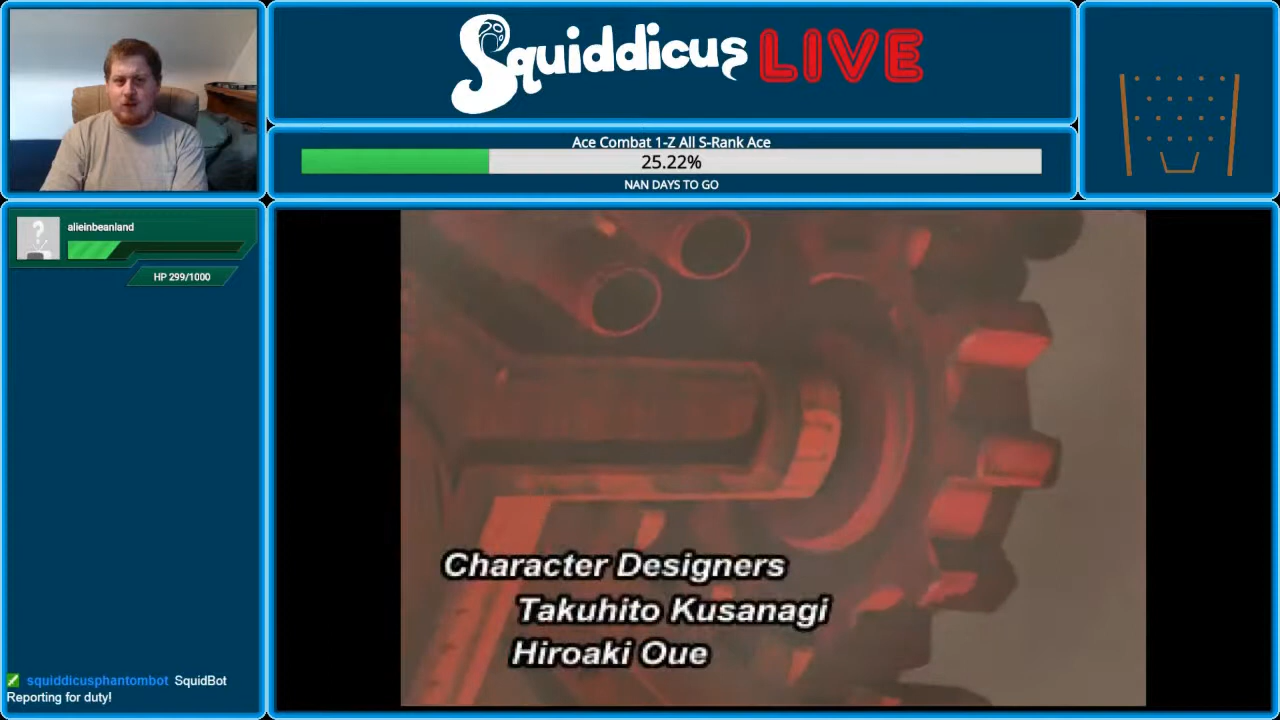 Squiddicus LIVE
Ace Combat 1-Z All S-Rank Ace
25.22%
NAN DAYS TO GO
alieinbeanland
HP 299/1000
Character Designers
Takuhito Kusanagi
Hiroaki Oue
squiddicusphantombot SquidBot
Reporting for duty!